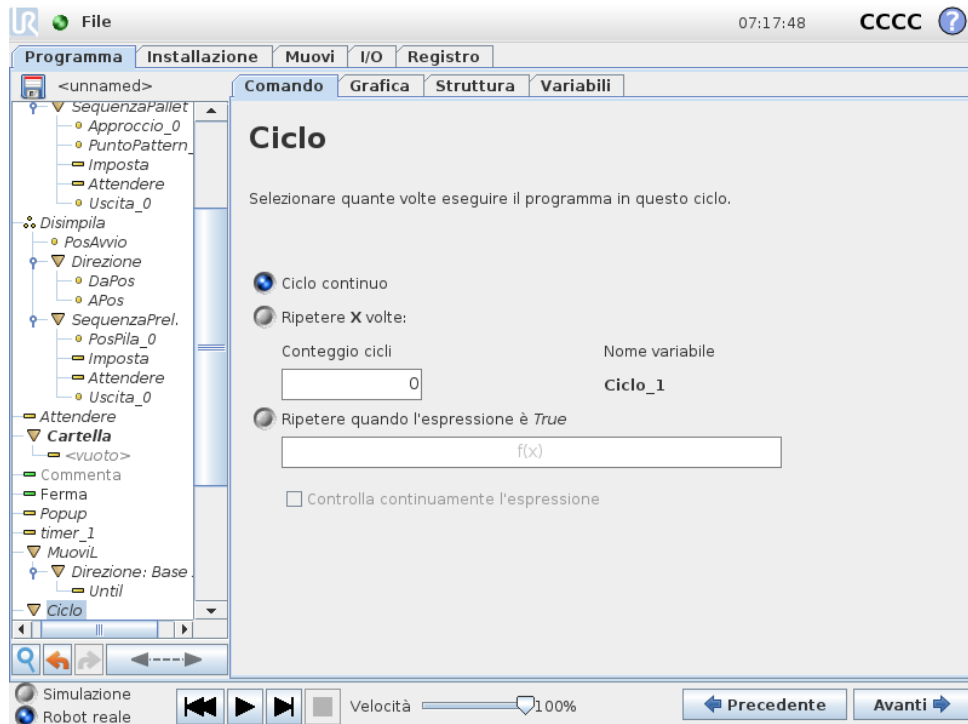 UR File 07:17:48 CCCC ?
Programma Installazione Muovi I/O Registro
<unnamed>
Comando Grafica Struttura Variabili
SequenzaPallet
Approccio_0
PuntoPattern_
Imposta
Attendere
Uscita_0
Disimpila
PosAvvio
Direzione
DaPos
APos
SequenzaPrel.
PosPila_0
Imposta
Attendere
Uscita_0
Attendere
Cartella
<vuoto>
Commenta
Ferma
Popup
timer_1
MuoviL
Direzione: Base .
Until
Ciclo
Ciclo
Selezionare quante volte eseguire il programma in questo ciclo.
Ciclo continuo
Ripetere X volte:
Conteggio cicli Nome variabile
0 Ciclo_1
Ripetere quando l'espressione è True
f(x)
Controlla continuamente l'espressione
Simulazione
Robot reale
Velocità 100%
Precedente Avanti